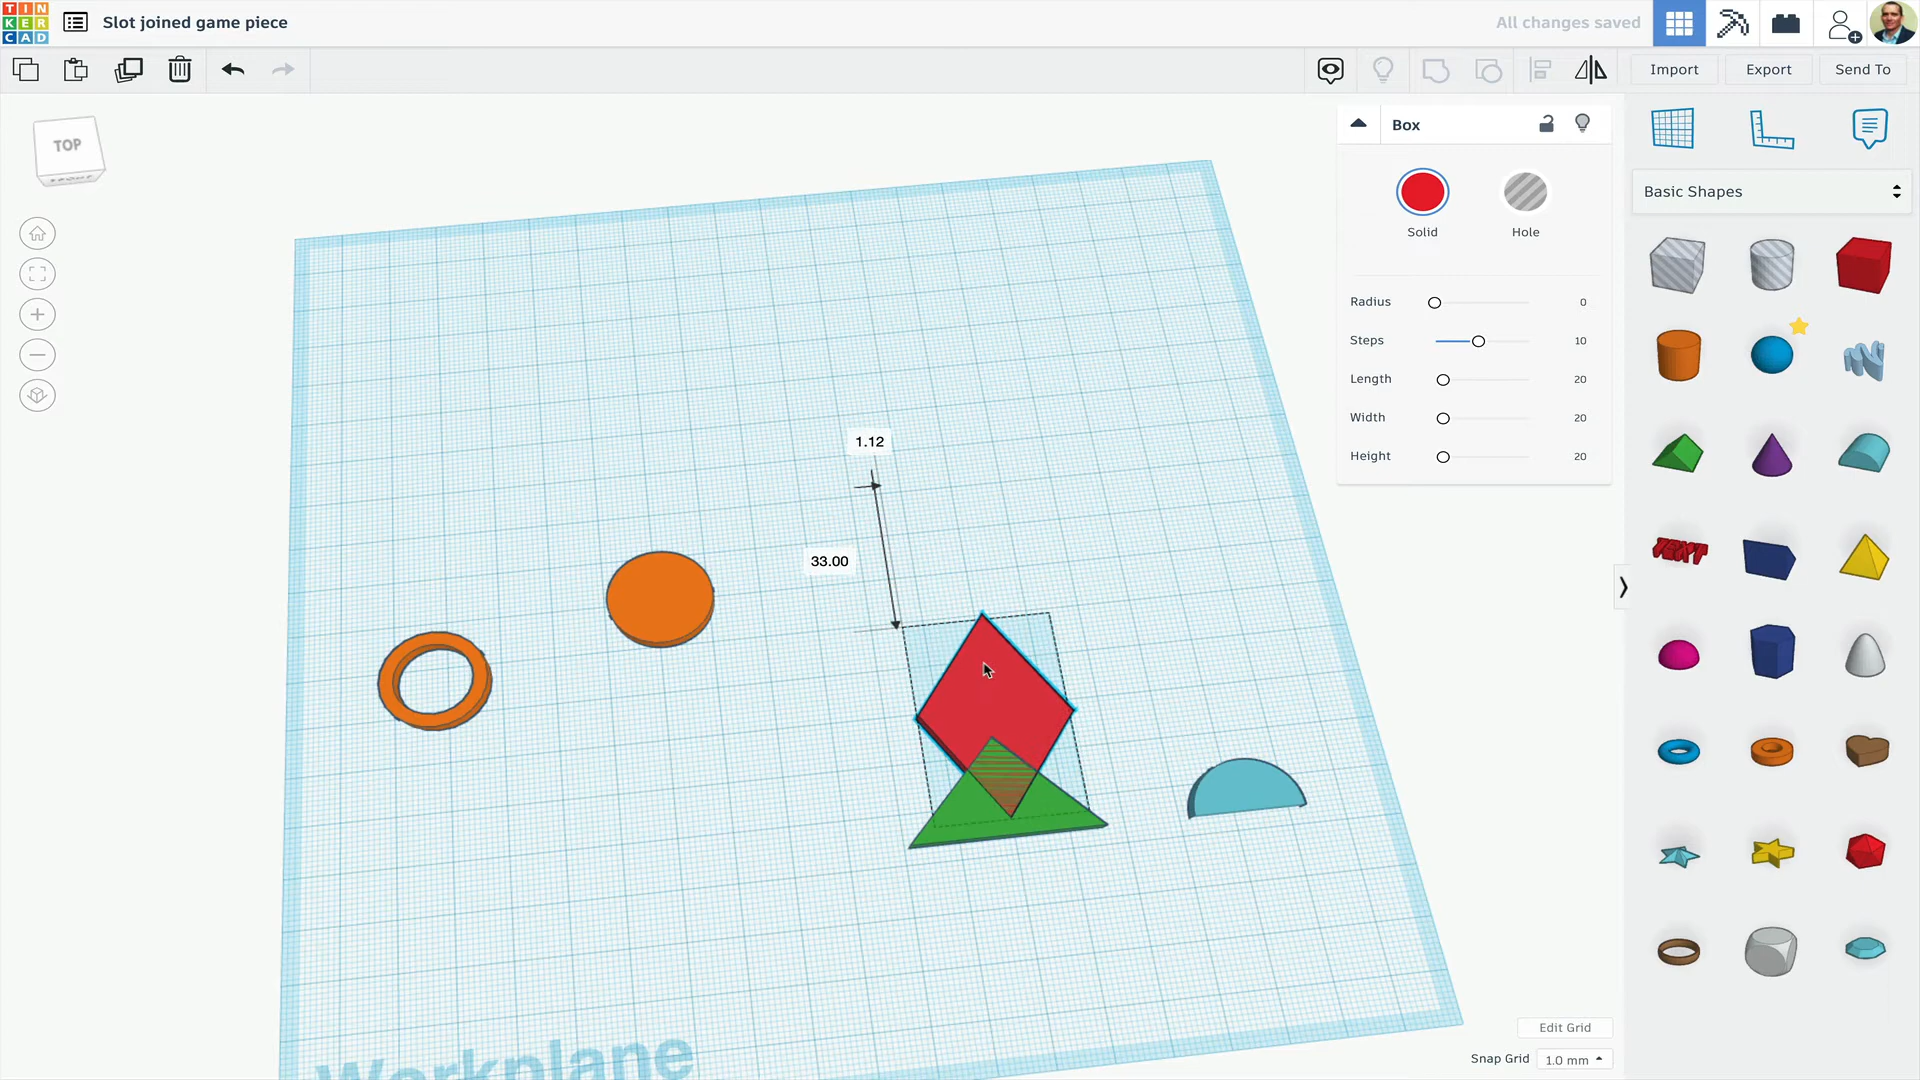 TIN
KER
CAD
Slot joined game piece
All changes saved
Import
Export
Send To
TOP
FRONT
Box
Solid
Hole
Radius 0
Steps 10
Length 20
Width 20
Height 20
Basic Shapes
TEXT
1.12
33.00
Workplane
Edit Grid
Snap Grid 1.0 mm